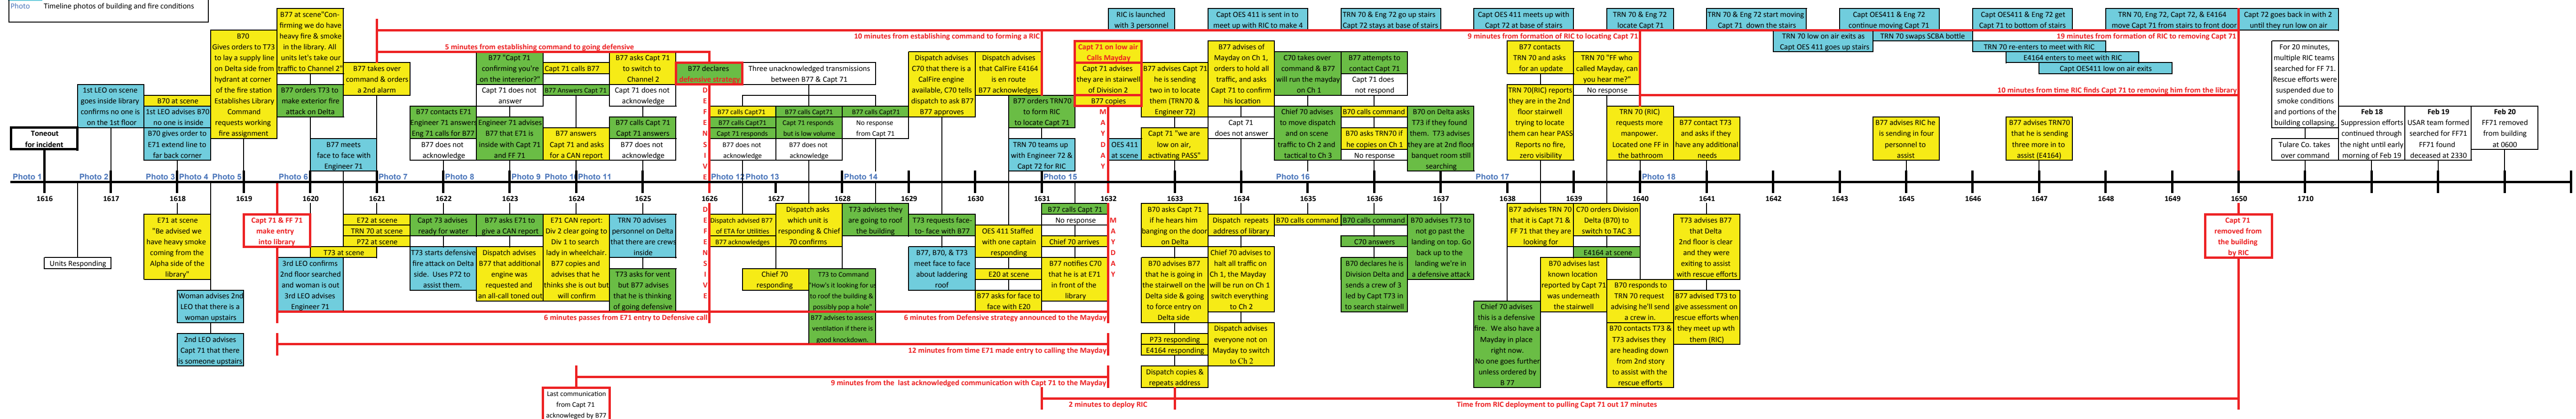 Photo Timeline photos of building and fire conditions
Toneout
for incident
1st LEO on scene
goes inside library
confirms no one is
on the 1st floor
B70 at scene
1st LEO advises B70
no one is inside
B70 gives order to
E71 extend line to
far back corner
B70
Gives orders to T73
to lay a supply line
on Delta side from
hydrant at corner
of the fire station
Establishes Library
Command
requests working
fire assignment
B77 at scene"Con-
firming we do have
heavy fire & smoke
in the library. All
units let's take our
traffic to Channel 2"
B77 orders T73 to
make exterior fire
attack on Delta
B77 meets
face to face with
Engineer 71
B77 takes over
command & orders
a 2nd alarm
5 minutes from establishing command to going defensive
10 minutes from establishing command to forming a RIC
B77 contacts E71
Engineer 71 answers
Eng 71 calls for B77
B77 does not
acknowledge
B77 "Capt 71
confirming you're
on the intererior?"
Capt 71 does not
answer
Engineer 71 advises
B77 that E71 is
inside with Capt 71
and FF 71
Capt 71 calls B77
B77 Answers Capt 71
B77 answers
Capt 71 and asks
for a CAN report
B77 asks Capt 71
to switch to
Channel 2
Capt 71 does not
acknowledge
B77 calls Capt 71
Capt 71 answers
B77 does not
acknowledge
B77 declares
defensive strategy
DEFENSIVE
Three unacknowledged transmissions
between B77 & Capt 71
B77 calls Capt71
B77 calls Capt71
Capt 71 responds
B77 does not
acknowledge
B77 calls Capt71
Capt 71 responds
but is low volume
B77 does not
acknowledge
B77 calls Capt 71
No response
from Capt 71
Dispatch advises
C70 that there is a
CalFire engine
available, C70 tells
dispatch to ask B77
B77 approves
Dispatch advises
that CalFire E4164
is en route
B77 acknowledges
B77 orders TRN70
to form RIC
to locate Capt 71
TRN 70 teams up
with Engineer 72 &
Capt 72 for RIC
Capt 71 on low air
Calls Mayday
Capt 71 advises
they are in stairwell
of Division 2
B77 copies
MAYDAY
RIC is launched
with 3 personnel
OES 411
at scene
B77 advises Capt 71
he is sending
two in to locate
them (TRN70 &
Engineer 72)
Capt 71 "we are
low on air,
activating PASS"
Capt OES 411 is sent in to
meet up with RIC to make 4
B77 advises of
Mayday on Ch 1,
orders to hold all
traffic, and asks
Capt 71 to confirm
his location
Capt 71
does not answer
C70 takes over
command & B77
will run the mayday
on Ch 1
Chief 70 advises
to move dispatch
and on scene
traffic to Ch 2 and
tactical to Ch 3
TRN 70 & Eng 72 go up stairs
Capt 72 stays at base of stairs
B77 attempts to
contact Capt 71
Capt 71 does
not respond
B70 calls command
B70 asks TRN70 if
he copies on Ch 1
No response
B70 on Delta asks
T73 if they found
them. T73 advises
they are at 2nd floor
banquet room still
searching
Capt OES 411 meets up with
Capt 72 at base of stairs
9 minutes from formation of RIC to locating Capt 71
B77 contacts
TRN 70 and asks
for an update
TRN 70(RIC) reports
they are in the 2nd
floor stairwell
trying to locate
them can hear PASS
Reports no fire,
zero visibility
TRN 70 & Eng 72
locate Capt 71
TRN 70 "FF who
called Mayday, can
you hear me?"
No response
TRN 70 (RIC)
requests more
manpower.
Located one FF in
the bathroom
TRN 70 & Eng 72 start moving
Capt 71 down the stairs
B77 contact T73
and asks if they
have any additional
needs
TRN 70 low on air exits as
Capt OES 411 goes up stairs
Capt OES411 & Eng 72
continue moving Capt 71
TRN 70 swaps SCBA bottle
Capt OES411 & Eng 72 get
Capt 71 to bottom of stairs
TRN 70 re-enters to meet with RIC
E4164 enters to meet with RIC
Capt OES411 low on air exits
TRN 70, Eng 72, Capt 72, & E4164
move Capt 71 from stairs to front door
19 minutes from formation of RIC to removing Capt 71
10 minutes from time RIC finds Capt 71 to removing him from the library
B77 advises RIC he
is sending in four
personnel to
assist
B77 advises TRN70
that he is sending
three more in to
assist (E4164)
Capt 72 goes back in with 2
until they run low on air
For 20 minutes,
multiple RIC teams
searched for FF 71.
Rescue efforts were
suspended due to
smoke conditions
and portions of the
building collapsing.
Tulare Co. takes
over command
Feb 18
Suppression efforts
continued through
the night until early
morning of Feb 19
Feb 19
USAR team formed
searched for FF71
FF71 found
deceased at 2330
Feb 20
FF71 removed
from building
at 0600
Photo 1 Photo 2 Photo 3 Photo 4 Photo 5 Photo 6 Photo 7 Photo 8 Photo 9 Photo 10 Photo 11 Photo 12 Photo 13 Photo 14 Photo 15 Photo 16 Photo 17 Photo 18
1616 1617 1618 1619 1620 1621 1622 1623 1624 1625 1626 1627 1628 1629 1630 1631 1632 1633 1634 1635 1636 1637 1638 1639 1640 1641 1642 1643 1644 1645 1646 1647 1648 1649 1650 1710
Units Responding
E71 at scene
"Be advised we
have heavy smoke
coming from the
Alpha side of the
library"
Woman advises 2nd
LEO that there is a
woman upstairs
2nd LEO advises
Capt 71 that there
is someone upstairs
Capt 71 & FF 71
make entry
into library
3rd LEO confirms
2nd floor searched
and woman is out
3rd LEO advises
Engineer 71
E72 at scene
TRN 70 at scene
P72 at scene
T73 at scene
Capt 73 advises
ready for water
T73 starts defensive
fire attack on Delta
side. Uses P72 to
assist them.
B77 asks E71 to
give a CAN report
Dispatch advises
B77 that additional
engine was
requested and
an all-call toned out
E71 CAN report:
Div 2 clear going to
Div 1 to search
lady in wheelchair.
B77 copies and
advises that he
thinks she is out but
will confirm
TRN 70 advises
personnel on Delta
that there are crews
inside
T73 asks for vent
but B77 advises
that he is thinking
of going defensive
DEFENSIVE
6 minutes passes from E71 entry to Defensive call
12 minutes from time E71 made entry to calling the Mayday
9 minutes from the last acknowledged communication with Capt 71 to the Mayday
Last communication
from Capt 71
acknowleged by B77
Dispatch advised B77
of ETA for Utilities
B77 acknowledges
Dispatch asks
which unit is
responding & Chief
70 confirms
Chief 70
responding
T73 advises they
are going to roof
the building
T73 to Command
"How's it looking for us
to roof the building &
possibly pop a hole"
B77 advises to assess
ventilation if there is
good knockdown.
T73 requests face-
to- face with B77
B77, B70, & T73
meet face to face
about laddering
roof
OES 411 Staffed
with one captain
responding
E20 at scene
B77 asks for face to
face with E20
B77 calls Capt 71
No response
Chief 70 arrives
B77 notifies C70
that he is at E71
in front of the
library
6 minutes from Defensive strategy announced to the Mayday
MAYDAY
B70 asks Capt 71
if he hears him
banging on the door
on Delta
B70 advises B77
that he is going in
the stairwell on the
Delta side & going
to force entry on
Delta side
P73 responding
E4164 responding
Dispatch copies &
repeats address
2 minutes to deploy RIC
Dispatch repeats
address of library
Chief 70 advises to
halt all traffic on
Ch 1, the Mayday
will be run on Ch 1
switch everything
to Ch 2
Dispatch advises
everyone not on
Mayday to switch
to Ch 2
B70 calls command
B70 calls command
C70 answers
B70 declares he is
Division Delta and
sends a crew of 3
led by Capt T73 in
to search stairwell
B70 advises T73 to
not go past the
landing on top. Go
back up to the
landing we're in
a defensive attack
Chief 70 advises
this is a defensive
fire. We also have a
Mayday in place
right now.
No one goes further
unless ordered by
B 77
B77 advises TRN 70
that it is Capt 71 &
FF 71 that they are
looking for
B70 advises last
known location
reported by Capt 71
was underneath
the stairwell
C70 orders Division
Delta (B70) to
switch to TAC 3
E4164 at scene
B70 responds to
TRN 70 request
advising he'll send
a crew in.
B70 contacts T73 &
T73 advises they
are heading down
from 2nd story
to assist with the
rescue efforts
T73 advises B77
that Delta
2nd floor is clear
and they were
exiting to assist
with rescue efforts
B77 advised T73 to
give assessment on
rescue efforts when
they meet up wth
them (RIC)
Time from RIC deployment to pulling Capt 71 out 17 minutes
Capt 71
removed from
the building
by RIC